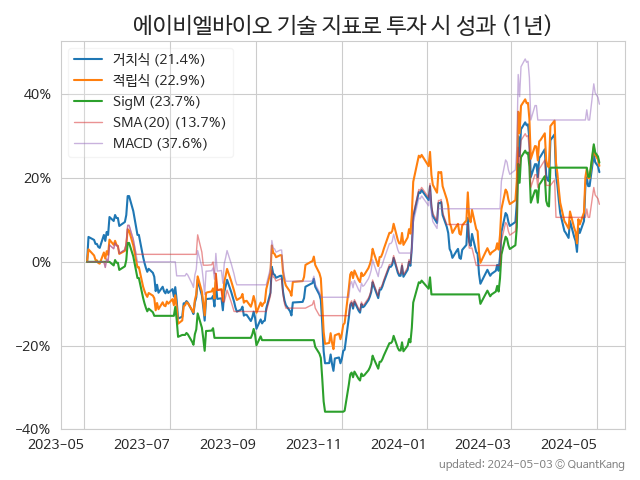 에이비엘바이오 기술 지표로 투자 시 성과 (1년)
거치식 (21.4%)
적립식 (22.9%)
SigM (23.7%)
SMA(20) (13.7%)
MACD (37.6%)
40%
20%
0%
−20%
−40%
2023-05 2023-07 2023-09 2023-11 2024-01 2024-03 2024-05
updated: 2024-05-03 ⓒ QuantKang